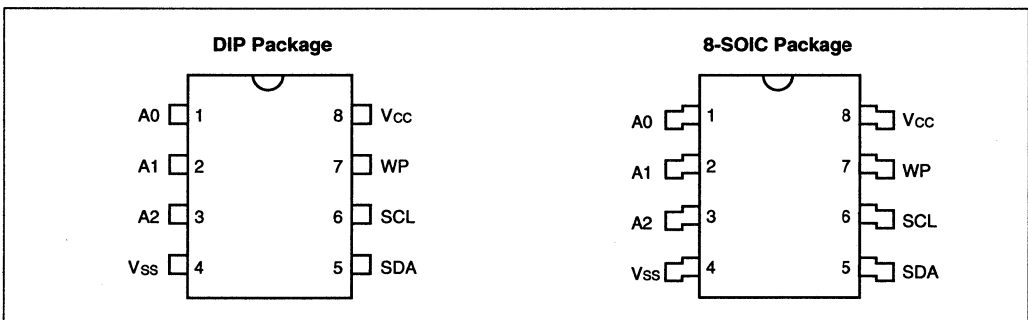 DIP Package
A0 1 8 Vcc
A1 2 7 WP
A2 3 6 SCL
Vss 4 5 SDA
8-SOIC Package
A0 1 8 Vcc
A1 2 7 WP
A2 3 6 SCL
Vss 4 5 SDA